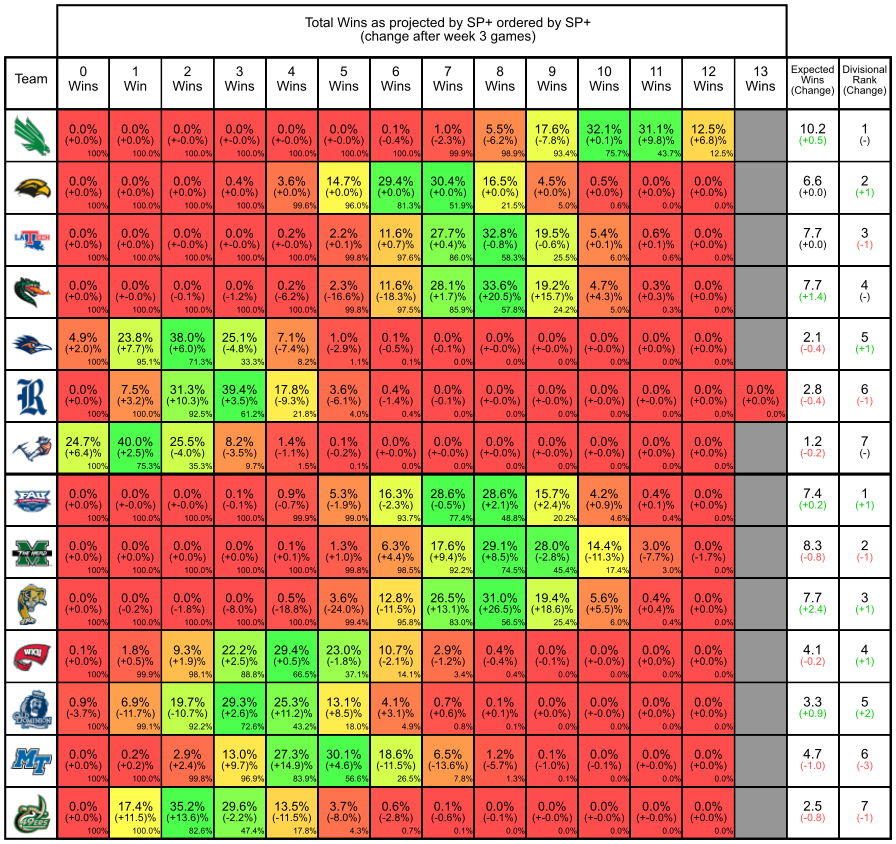 Total Wins as projected by SP+ ordered by SP+
(change after week 3 games)
Team 0 Wins 1 Win 2 Wins 3 Wins 4 Wins 5 Wins 6 Wins 7 Wins 8 Wins 9 Wins 10 Wins 11 Wins 12 Wins 13 Wins Expected Wins (Change) Divisional Rank (Change)
0.0% 0.0% 0.0% 0.0% 0.0% 0.0% 0.1% 1.0% 5.5% 17.6% 32.1% 31.1% 12.5% 10.2 1
(+0.0)% (+0.0)% (+0.0)% (+0.0)% (+0.0)% (+0.0)% (-0.4)% (-2.3)% (-6.2)% (-7.8)% (+0.1)% (+9.8)% (+6.8)% (+0.5) (-)
100% 100.0% 100.0% 100.0% 100.0% 100.0% 100.0% 99.9% 98.9% 93.4% 75.7% 43.7% 12.5%
0.0% 0.0% 0.0% 0.4% 3.6% 14.7% 29.4% 30.4% 16.5% 4.5% 0.5% 0.0% 0.0% 6.6 2
(+0.0)% (+0.0)% (+0.0)% (+0.0)% (+0.0)% (+0.0)% (+0.0)% (+0.0)% (+0.0)% (+0.0)% (+0.0)% (+0.0)% (+0.0)% (+0.0) (+1)
100% 100.0% 100.0% 100.0% 99.6% 96.0% 81.3% 51.9% 21.5% 5.0% 0.6% 0.0% 0.0%
LA TECH
0.0% 0.0% 0.0% 0.0% 0.2% 2.2% 11.6% 27.7% 32.8% 19.5% 5.4% 0.6% 0.0% 7.7 3
(+0.0)% (+-0.0)% (+0.0)% (+0.0)% (+0.0)% (+0.1)% (+0.7)% (+0.4)% (-0.8)% (-0.6)% (+0.1)% (+0.1)% (+0.0)% (+0.0) (-1)
100% 100.0% 100.0% 100.0% 100.0% 99.8% 97.6% 86.0% 58.3% 25.5% 6.0% 0.6% 0.0%
0.0% 0.0% 0.0% 0.0% 0.2% 2.3% 11.6% 28.1% 33.6% 19.2% 4.7% 0.3% 0.0% 7.7 4
(+0.0)% (+-0.0)% (-0.1)% (-1.2)% (-6.2)% (-16.6)% (-18.3)% (+1.7)% (+20.5)% (+15.7)% (+4.3)% (+0.3)% (+0.0)% (+1.4) (-)
100% 100.0% 100.0% 100.0% 100.0% 99.8% 97.5% 85.9% 57.8% 24.2% 5.0% 0.3% 0.0%
4.9% 23.8% 38.0% 25.1% 7.1% 1.0% 0.1% 0.0% 0.0% 0.0% 0.0% 0.0% 0.0% 2.1 5
(+2.0)% (+7.7)% (+6.0)% (-4.8)% (-7.4)% (-2.9)% (-0.5)% (-0.1)% (+-0.0)% (+-0.0)% (+-0.0)% (+-0.0)% (+-0.0)% (-0.4) (+1)
100% 95.1% 71.3% 33.3% 8.2% 1.1% 0.1% 0.0% 0.0% 0.0% 0.0% 0.0% 0.0%
R
0.0% 7.5% 31.3% 39.4% 17.8% 3.6% 0.4% 0.0% 0.0% 0.0% 0.0% 0.0% 0.0% 0.0% 2.8 6
(+0.0)% (+3.2)% (+10.3)% (+3.5)% (-9.3)% (-6.1)% (-1.4)% (-0.1)% (+-0.0)% (+-0.0)% (+-0.0)% (+-0.0)% (+-0.0)% (+-0.0)% (-0.4) (-1)
100% 100.0% 92.5% 61.2% 21.8% 4.0% 0.4% 0.0% 0.0% 0.0% 0.0% 0.0% 0.0% 0.0%
24.7% 40.0% 25.5% 8.2% 1.4% 0.1% 0.0% 0.0% 0.0% 0.0% 0.0% 0.0% 0.0% 1.2 7
(+6.4)% (+2.5)% (-4.0)% (-3.5)% (-1.1)% (-0.2)% (+-0.0)% (+-0.0)% (+-0.0)% (+-0.0)% (+-0.0)% (+-0.0)% (+-0.0)% (-0.2) (-)
100% 75.3% 35.3% 9.7% 1.5% 0.1% 0.0% 0.0% 0.0% 0.0% 0.0% 0.0% 0.0%
FAU
0.0% 0.0% 0.0% 0.1% 0.9% 5.3% 16.3% 28.6% 28.6% 15.7% 4.2% 0.4% 0.0% 7.4 1
(+0.0)% (+-0.0)% (+-0.0)% (-0.1)% (-0.7)% (-1.9)% (-2.3)% (-0.5)% (+2.1)% (+2.4)% (+0.9)% (+0.1)% (+0.0)% (+0.2) (+1)
100% 100.0% 100.0% 100.0% 99.9% 99.0% 93.7% 77.4% 48.8% 20.2% 4.6% 0.4% 0.0%
THE HERD
0.0% 0.0% 0.0% 0.0% 0.1% 1.3% 6.3% 17.6% 29.1% 28.0% 14.4% 3.0% 0.0% 8.3 2
(+0.0)% (+0.0)% (+0.0)% (+0.0)% (+0.1)% (+1.0)% (+4.4)% (+9.4)% (+8.5)% (-2.8)% (-11.3)% (-7.7)% (-1.7)% (-0.8) (-1)
100% 100.0% 100.0% 100.0% 100.0% 99.8% 98.5% 92.2% 74.5% 45.4% 17.4% 3.0% 0.0%
0.0% 0.0% 0.0% 0.0% 0.5% 3.6% 12.8% 26.5% 31.0% 19.4% 5.6% 0.4% 0.0% 7.7 3
(+0.0)% (-0.2)% (-1.8)% (-8.0)% (-18.8)% (-24.0)% (-11.5)% (+13.1)% (+26.5)% (+18.6)% (+5.5)% (+0.4)% (+0.0)% (+2.4) (+1)
100% 100.0% 100.0% 100.0% 100.0% 99.4% 95.8% 83.0% 56.5% 25.4% 6.0% 0.4% 0.0%
WKU
0.1% 1.8% 9.3% 22.2% 29.4% 23.0% 10.7% 2.9% 0.4% 0.0% 0.0% 0.0% 0.0% 4.1 4
(+0.0)% (+0.5)% (+1.9)% (+2.5)% (+0.5)% (-1.8)% (-2.1)% (-1.2)% (-0.4)% (-0.1)% (+-0.0)% (+-0.0)% (+-0.0)% (-0.2) (+1)
100% 99.9% 98.1% 88.8% 66.5% 37.1% 14.1% 3.4% 0.4% 0.0% 0.0% 0.0% 0.0%
OLD DOMINION
0.9% 6.9% 19.7% 29.3% 25.3% 13.1% 4.1% 0.7% 0.1% 0.0% 0.0% 0.0% 0.0% 3.3 5
(-3.7)% (-11.7)% (-10.7)% (+2.6)% (+11.2)% (+8.5)% (+3.1)% (+0.6)% (+0.1)% (+0.0)% (+-0.0)% (+-0.0)% (+-0.0)% (+0.9) (+2)
100% 99.1% 92.2% 72.6% 43.2% 18.0% 4.9% 0.8% 0.1% 0.0% 0.0% 0.0% 0.0%
MT
0.0% 0.2% 2.9% 13.0% 27.3% 30.1% 18.6% 6.5% 1.2% 0.1% 0.0% 0.0% 0.0% 4.7 6
(+0.0)% (+0.2)% (+2.4)% (+9.7)% (+14.9)% (+4.6)% (-11.5)% (-13.6)% (-5.7)% (-1.0)% (-0.1)% (+-0.0)% (+-0.0)% (-1.0) (-3)
100% 100.0% 99.8% 96.9% 83.9% 56.6% 26.5% 7.8% 1.3% 0.1% 0.0% 0.0% 0.0%
49ERS
0.0% 17.4% 35.2% 29.6% 13.5% 3.7% 0.6% 0.1% 0.0% 0.0% 0.0% 0.0% 0.0% 2.5 7
(+0.0)% (+11.5)% (+13.6)% (-2.2)% (-11.5)% (-8.0)% (-2.8)% (-0.6)% (-0.1)% (+-0.0)% (+-0.0)% (+-0.0)% (+-0.0)% (-0.8) (-1)
100% 100.0% 82.6% 47.4% 17.8% 4.3% 0.7% 0.1% 0.0% 0.0% 0.0% 0.0% 0.0%